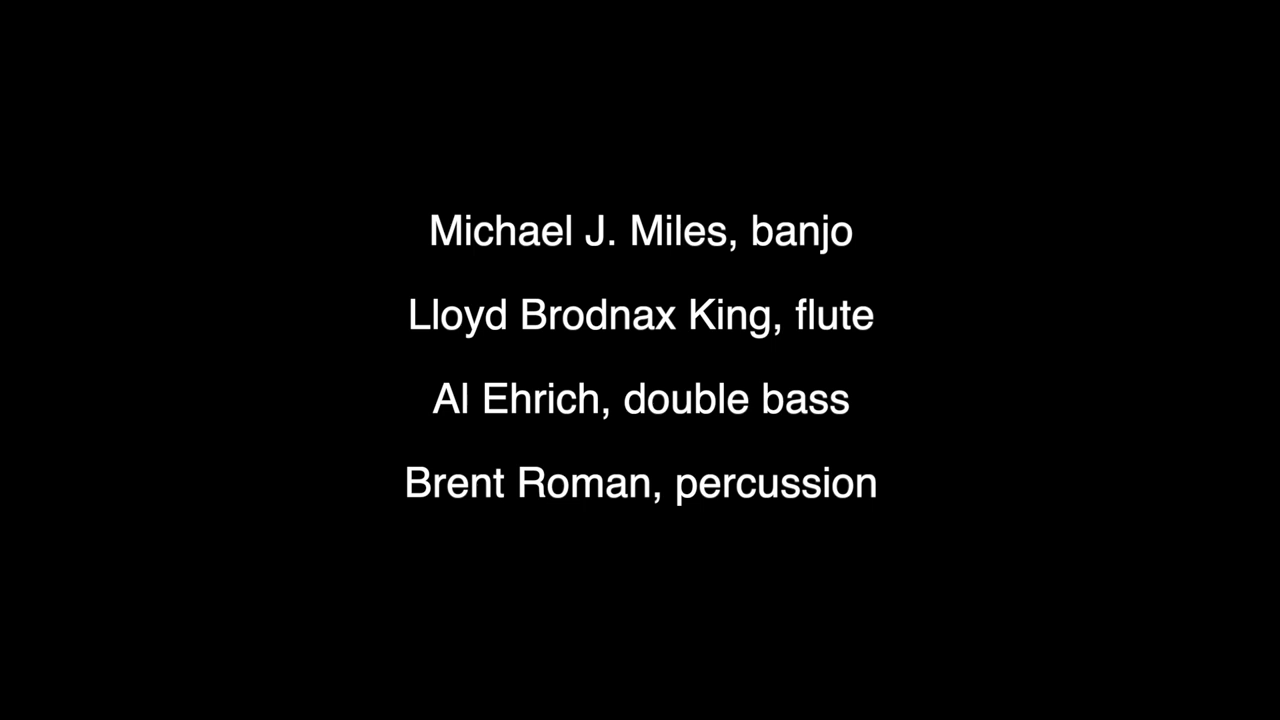 Michael J. Miles, banjo
Lloyd Brodnax King, flute
Al Ehrich, double bass
Brent Roman, percussion